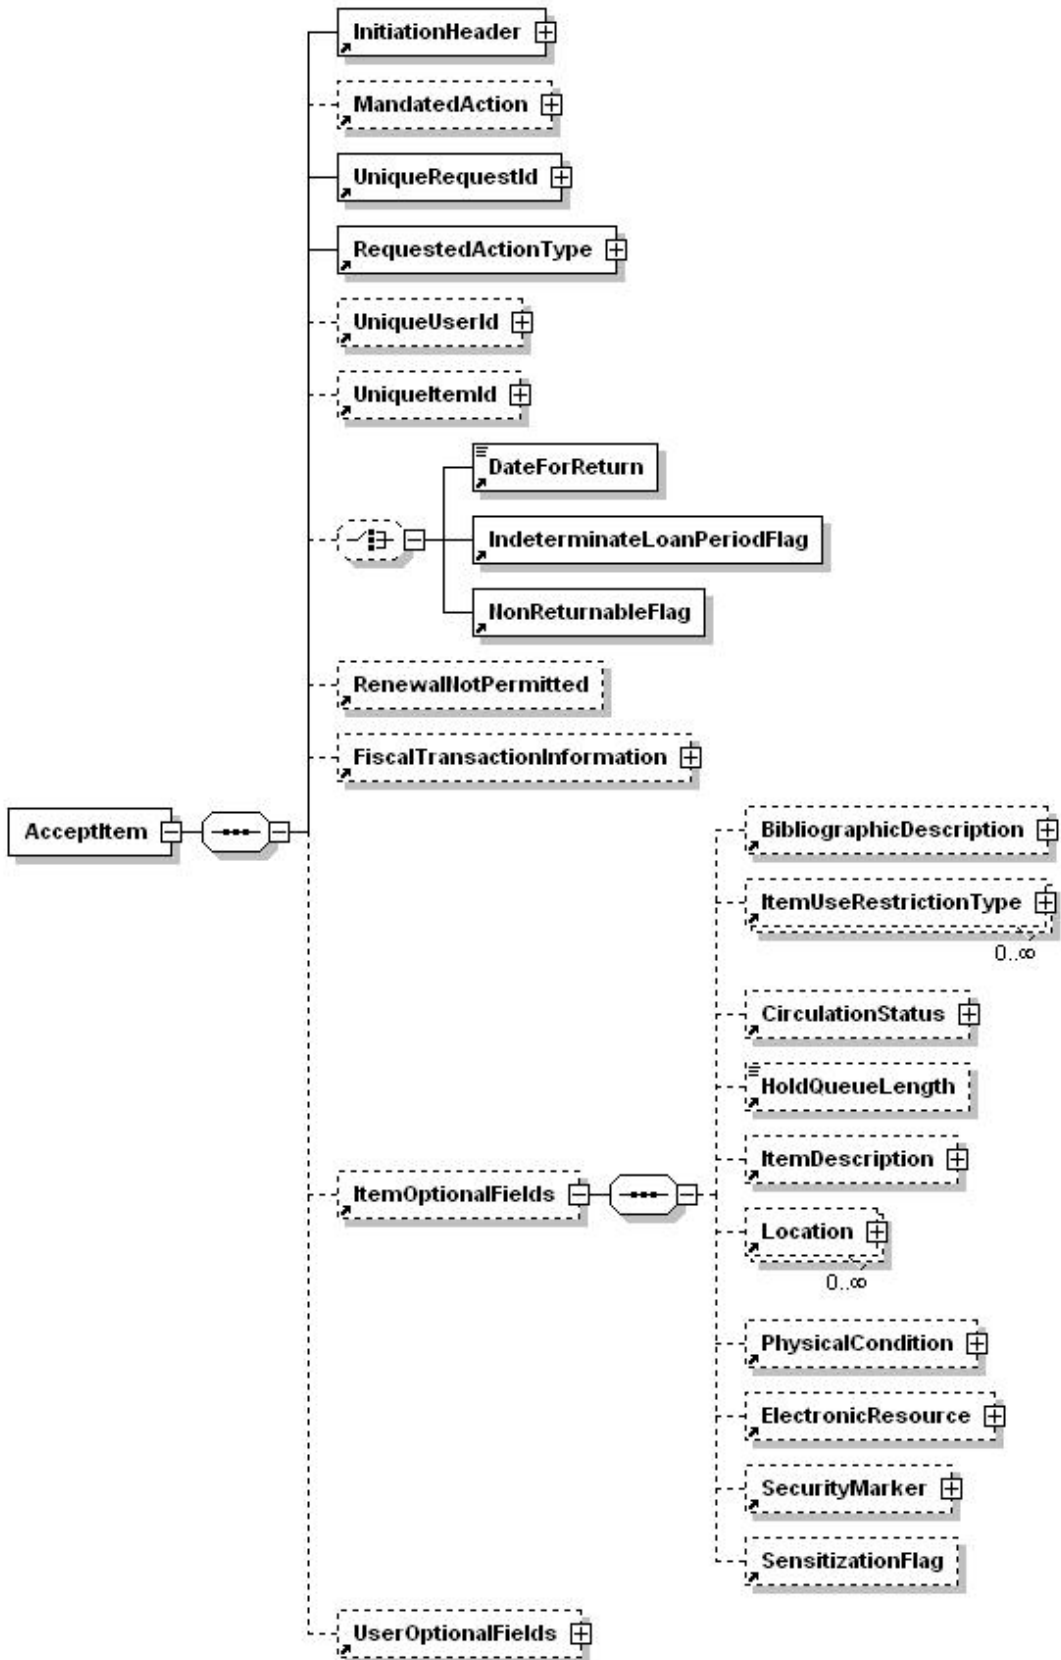 InitiationHeader
MandatedAction
UniqueRequestId
RequestedActionType
UniqueUserId
UniqueItemId
DateForReturn
IndeterminateLoanPeriodFlag
NonReturnableFlag
RenewalNotPermitted
FiscalTransactionInformation
AcceptItem
BibliographicDescription
ItemUseRestrictionType
0..∞
CirculationStatus
HoldQueueLength
ItemDescription
ItemOptionalFields
Location
0..∞
PhysicalCondition
ElectronicResource
SecurityMarker
SensitizationFlag
UserOptionalFields